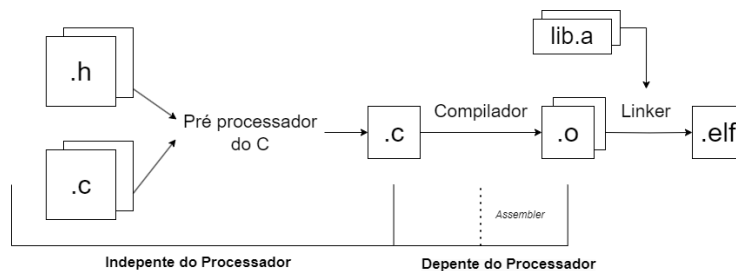 .h
.c
Pré processador
do C
.c
Compilador
.o
lib.a
Linker
.elf
Assembler
Indepente do Processador
Depente do Processador